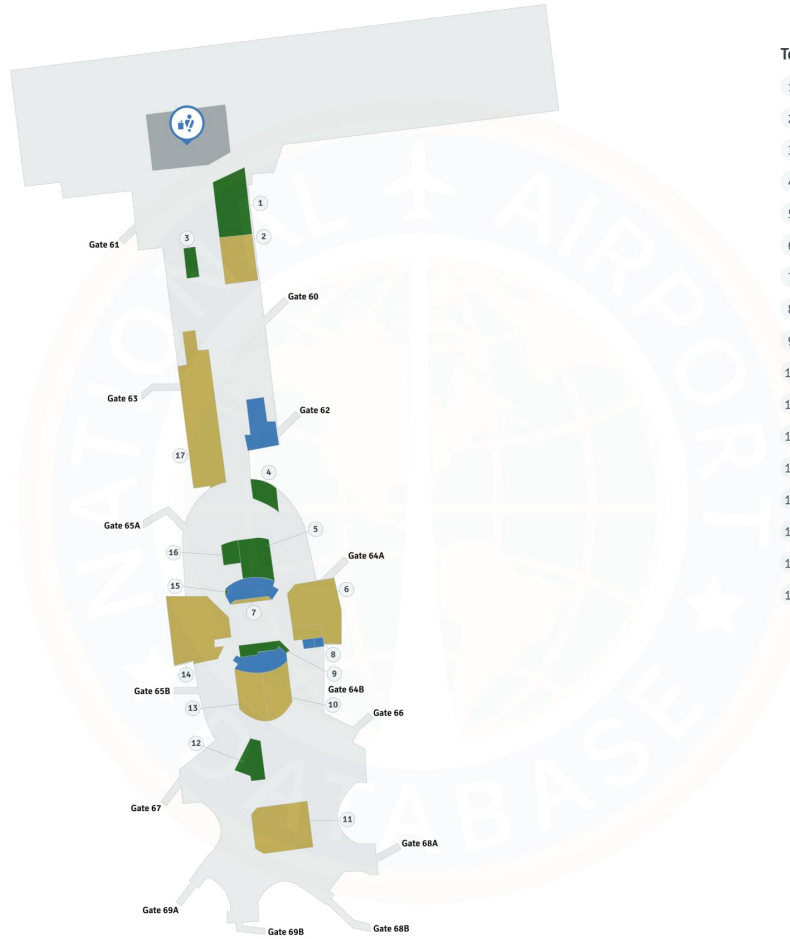 To
1
2
3
Gate 61
Gate 60
Gate 63
Gate 62
17
4
Gate 65A
5
16
Gate 64A
15
6
7
8
9
14
Gate 65B
Gate 64B
13
10
Gate 66
12
Gate 67
11
Gate 68A
Gate 69A
Gate 69B
Gate 68B
NATIONAL AIRPORT
DATABASE